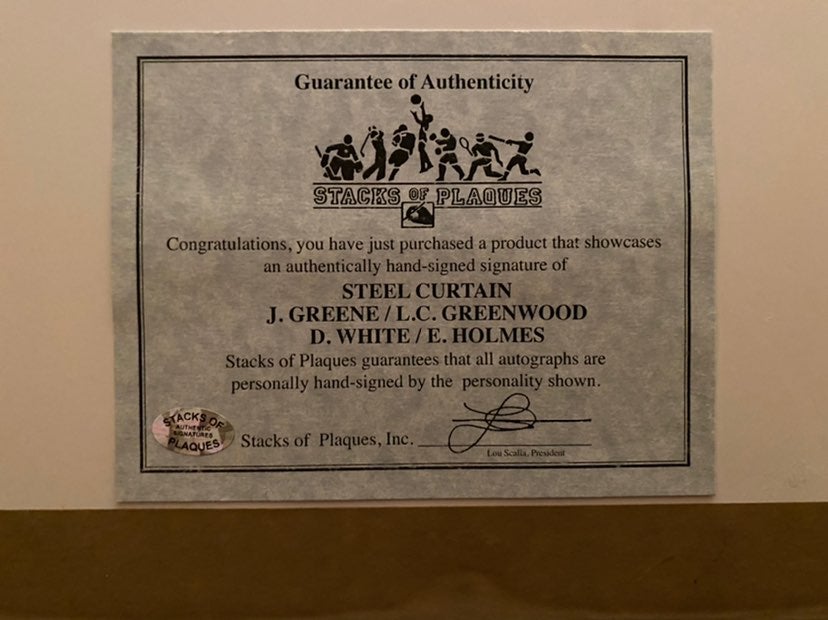 Guarantee of Authenticity
STACKS OF PLAQUES
Congratulations, you have just purchased a product that showcases
an authentically hand-signed signature of
STEEL CURTAIN
J. GREENE / L.C. GREENWOOD
D. WHITE / E. HOLMES
Stacks of Plaques guarantees that all autographs are
personally hand-signed by the personality shown.
STACKS OF
AUTHENTIC
SIGNATURES
PLAQUES
Stacks of Plaques, Inc.
Lou Scalia, President